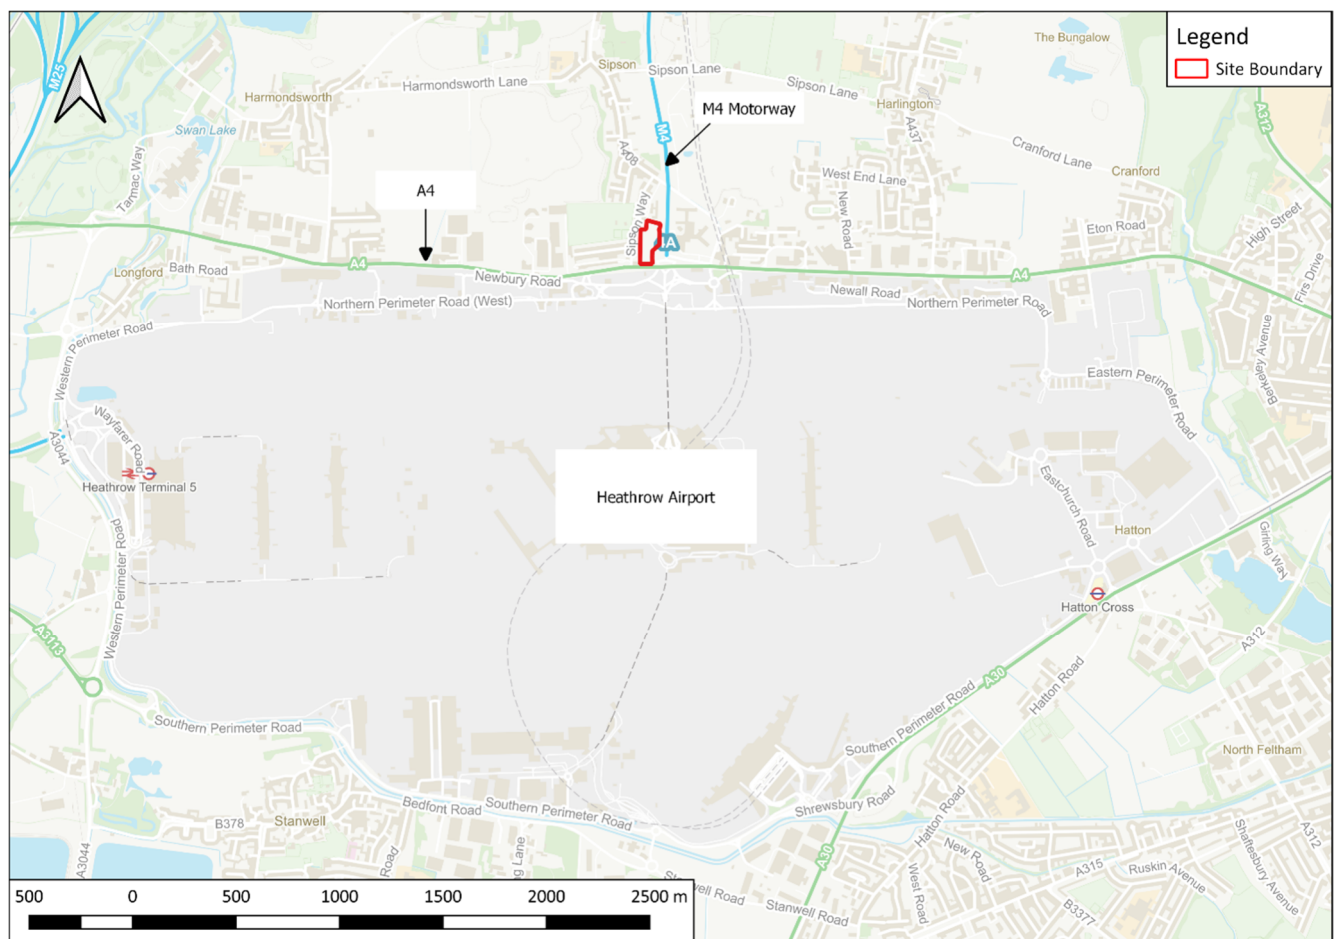 Legend
Site Boundary
M25
Harmondsworth
Harmondsworth Lane
Sipson
Sipson Lane
Sipson Lane
The Bungalow
Harlington
A312
Swan Lake
Tarmac Way
M4
M4 Motorway
A408
A437
Cranford Lane
Cranford
West End Lane
New Road
A4
Sipson Way
Eton Road
High Street
Firs Drive
Longford
Bath Road
A4
Newbury Road
A4
Newall Road
Northern Perimeter Road (West)
Northern Perimeter Road
Western Perimeter Road
Eastern Perimeter Road
Berkeley Avenue
Wayfarer Road
A3044
Heathrow Terminal 5
Heathrow Airport
Eastchurch Road
Hatton
Girling Way
Hatton Cross
Western Perimeter Road
A3113
A312
A30
Hatton Road
Southern Perimeter Road
Southern Perimeter Road
North Feltham
Bedfont Road
Southern Perimeter Road
Shrewsbury Road
Hatton Road
B378
Stanwell
A3044
Road
A30
New Road
A315
Ruskin Avenue
Shaftesbury Avenue
A312
West Road
B3377
Stanwell Road
500 0 500 1000 1500 2000 2500 m